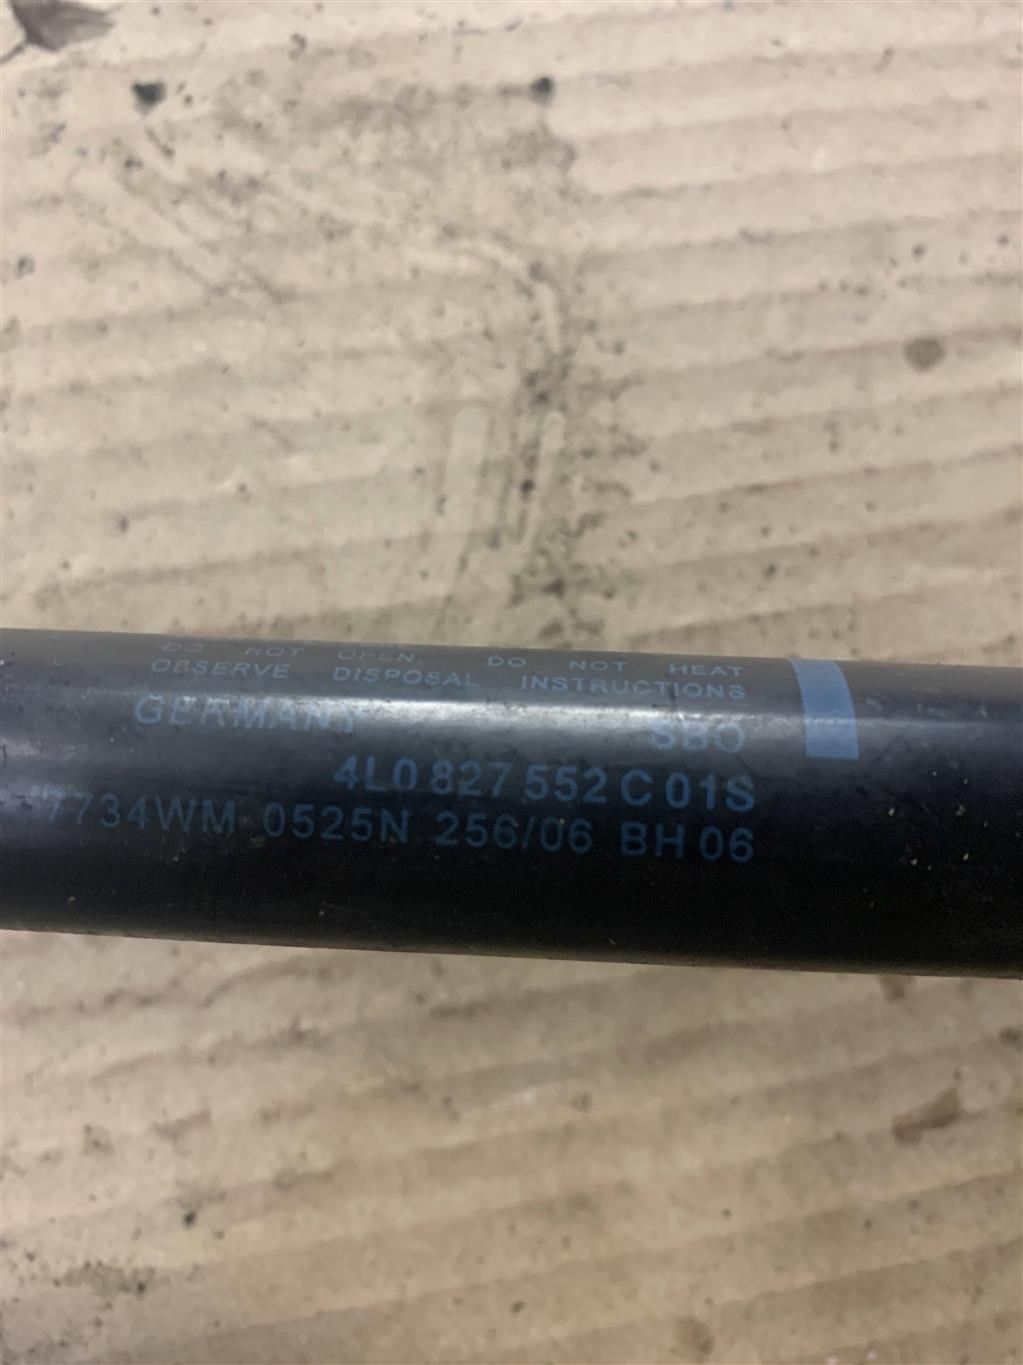 DO NOT OPEN. DO NOT HEAT
OBSERVE DISPOSAL INSTRUCTIONS
GERMANY SBO
4L0 827 552 C 01S
7734WM 0525N 256/06 BH 06